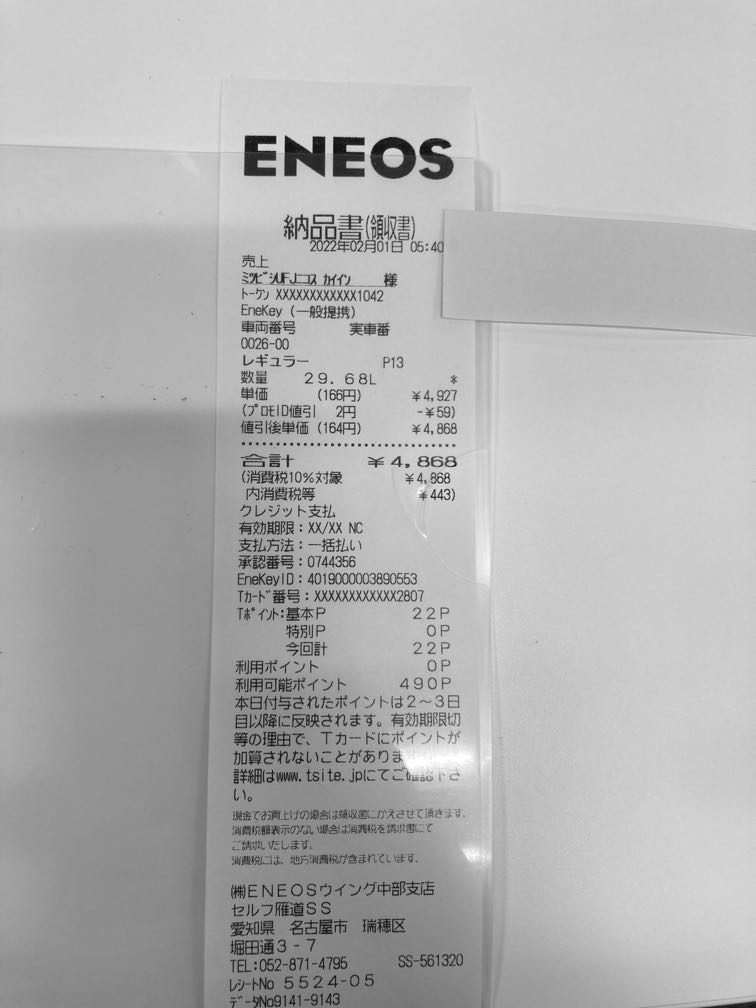 ENEOS
納品書(領収書)
2022年02月01日 05:40
売上
ミツビシUFJニコス カイイン 様
トークン XXXXXXXXXXXX1042
EneKey (一般提携)
車両番号 実車番
0026-00
レギュラー P13
数量 29.68L *
単価 (166円) ¥4,927
(プロモID値引 2円 -¥59)
値引後単価 (164円) ¥4,868
合計 ¥4,868
(消費税10%対象 ¥4,868
内消費税等 ¥443)
クレジット支払
有効期限:XX/XX NC
支払方法:一括払い
承認番号:0744356
EneKeyID:4019000003890553
Tカード番号:XXXXXXXXXXXX2807
Tポイント:基本P 22P
特別P 0P
今回計 22P
利用ポイント 0P
利用可能ポイント 490P
本日付与されたポイントは2~3日
目以降に反映されます。有効期限切
等の理由で、Tカードにポイントが
加算されないことがありま
詳細はwww.tsite.jpにてご確認下さ
い。
現金でお買上げの場合は領収書にかえさせて頂きます。
消費税額表示のない場合は消費税を請求書にて
ご請求いたします。
消費税には、地方消費税が含まれています。
㈱ENEOSウイング中部支店
セルフ雁道SS
愛知県 名古屋市 瑞穂区
堀田通3-7
TEL:052-871-4795 SS-561320
レシートNo 5524-05
データNo9141-9143